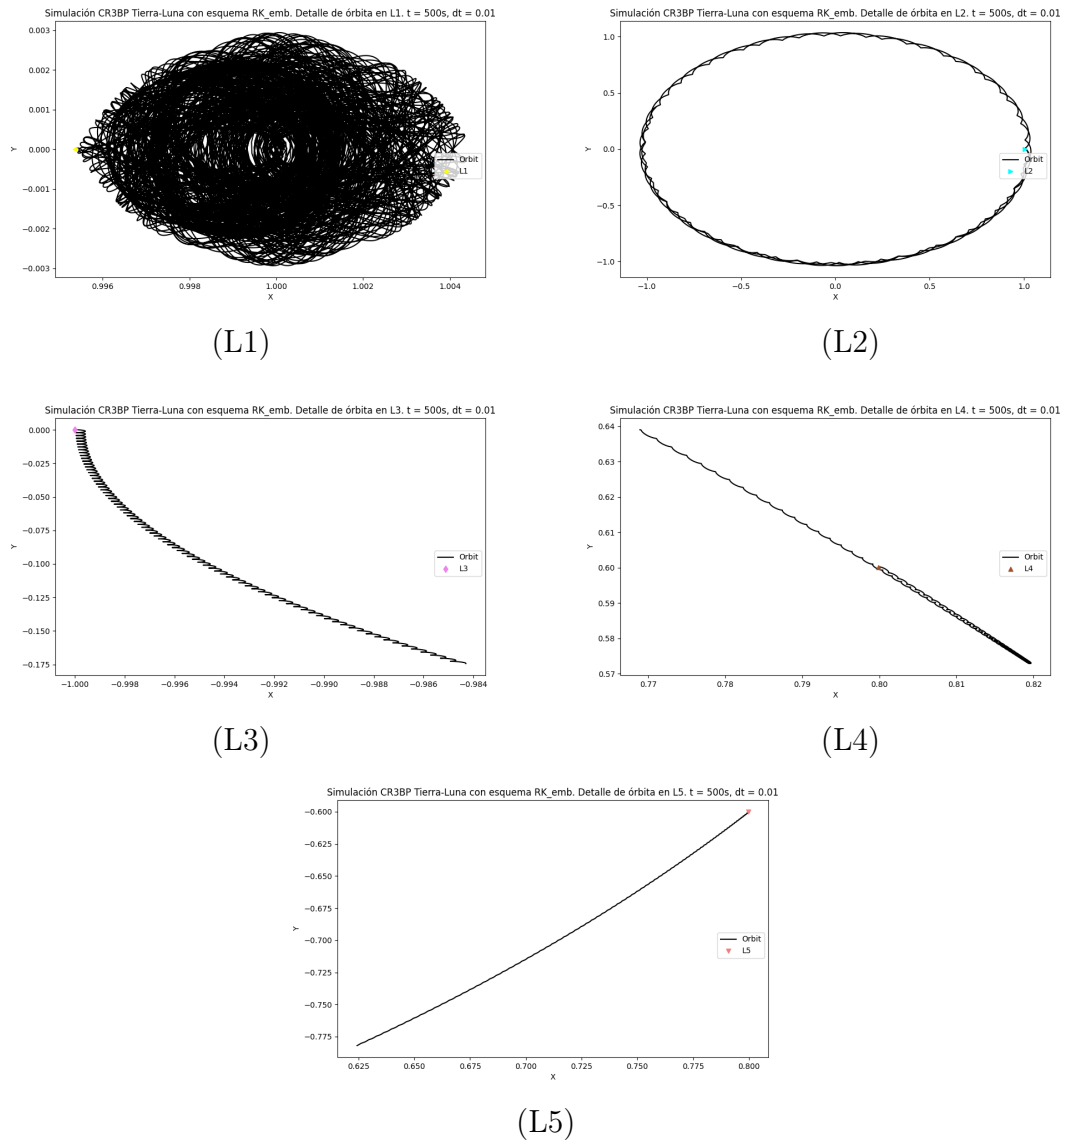 Simulación CR3BP Tierra-Luna con esquema RK_emb. Detalle de órbita en L1. t = 500s, dt = 0.01
0.003
0.002
0.001
0.000
−0.001
−0.002
−0.003
Y
Orbit
L1
0.996
0.998
1.000
1.002
1.004
X
(L1)
Simulación CR3BP Tierra-Luna con esquema RK_emb. Detalle de órbita en L2. t = 500s, dt = 0.01
1.0
0.5
0.0
−0.5
−1.0
Y
Orbit
L2
−1.0
−0.5
0.0
0.5
1.0
X
(L2)
Simulación CR3BP Tierra-Luna con esquema RK_emb. Detalle de órbita en L3. t = 500s, dt = 0.01
0.000
−0.025
−0.050
−0.075
−0.100
−0.125
−0.150
−0.175
Y
Orbit
L3
−1.000
−0.998
−0.996
−0.994
−0.992
−0.990
−0.988
−0.986
−0.984
X
(L3)
Simulación CR3BP Tierra-Luna con esquema RK_emb. Detalle de órbita en L4. t = 500s, dt = 0.01
0.64
0.63
0.62
0.61
0.60
0.59
0.58
0.57
Y
Orbit
L4
0.77
0.78
0.79
0.80
0.81
0.82
X
(L4)
Simulación CR3BP Tierra-Luna con esquema RK_emb. Detalle de órbita en L5. t = 500s, dt = 0.01
−0.600
−0.625
−0.650
−0.675
−0.700
−0.725
−0.750
−0.775
Y
Orbit
L5
0.625
0.650
0.675
0.700
0.725
0.750
0.775
0.800
X
(L5)